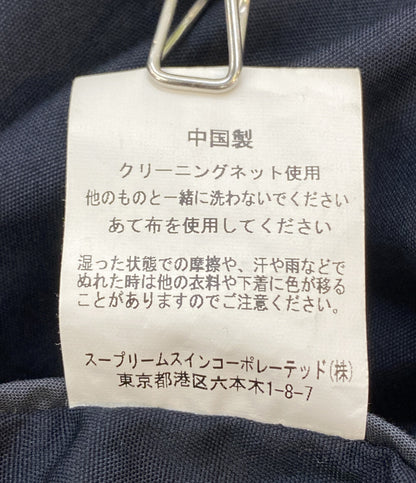 中国製
クリーニングネット使用
他のものと一緒に洗わないでください
あて布を使用してください
湿った状態での摩擦や、汗や雨などで
ぬれた時は他の衣料や下着に色が移る
ことがありますのでご注意ください。
スープリームスインコーポレーテッド(株)
東京都港区六本木1-8-7